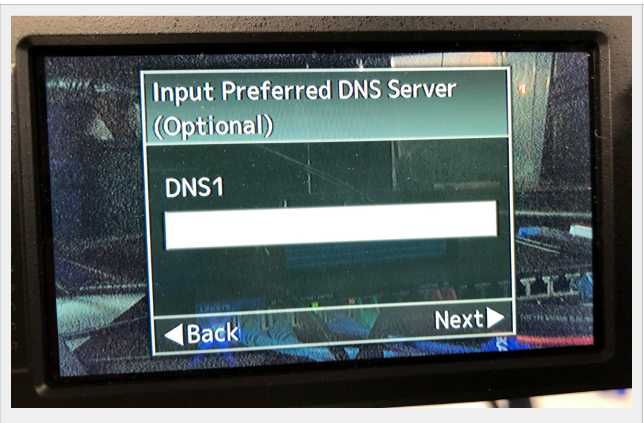 Input Preferred DNS Server
(Optional)
DNS1
◀Back
Next▶